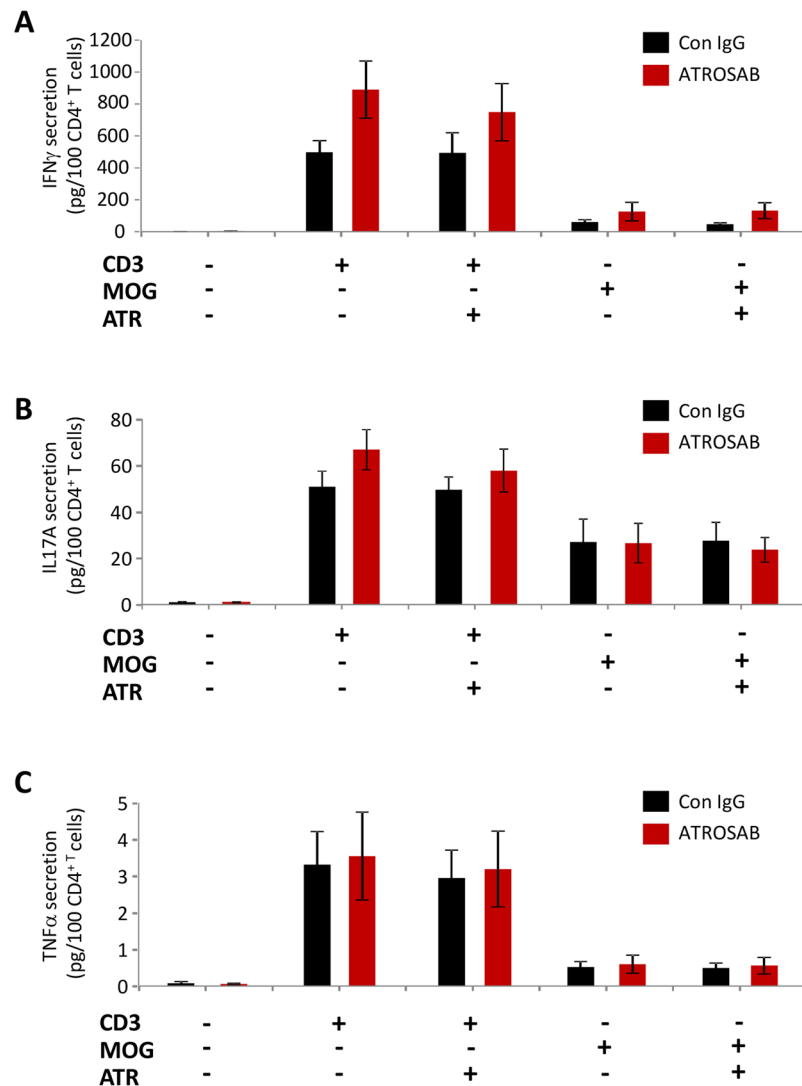 A
IFNγ secretion
(pg/100 CD4+ T cells)
1200
1000
800
600
400
200
0
Con IgG
ATROSAB
CD3 - + + - -
MOG - - - + +
ATR - - + - +
B
IL17A secretion
(pg/100 CD4+ T cells)
80
60
40
20
0
Con IgG
ATROSAB
CD3 - + + - -
MOG - - - + +
ATR - - + - +
C
TNFα secretion
(pg/100 CD4+ T cells)
5
4
3
2
1
0
Con IgG
ATROSAB
CD3 - + + - -
MOG - - - + +
ATR - - + - +